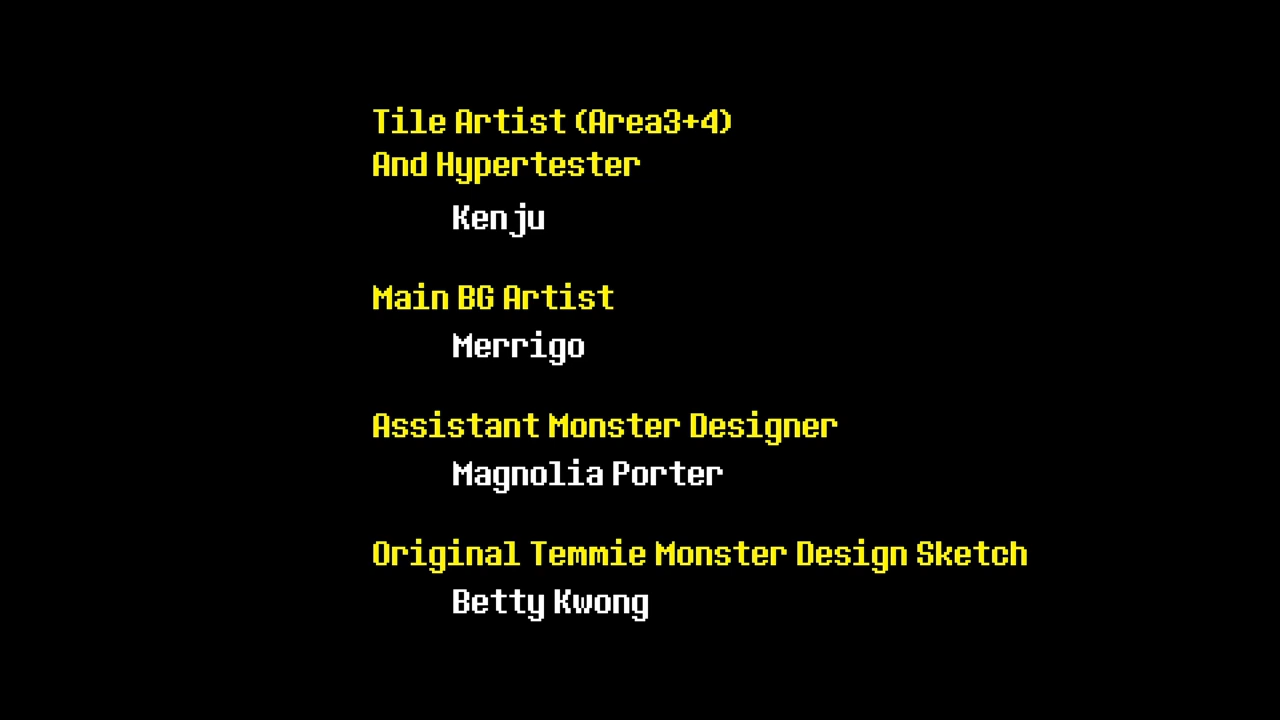 Tile Artist (Area3+4)
And Hypertester
Kenju
Main BG Artist
Merrigo
Assistant Monster Designer
Magnolia Porter
Original Temmie Monster Design Sketch
Betty Kwong